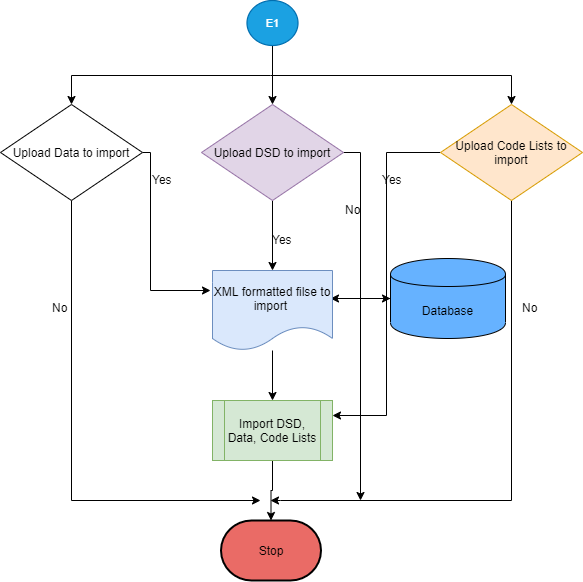 E1
Upload Data to import
Upload DSD to import
Upload Code Lists to
import
Yes
Yes
No
Yes
XML formatted filse to
import
Database
No
No
Import DSD,
Data, Code Lists
Stop